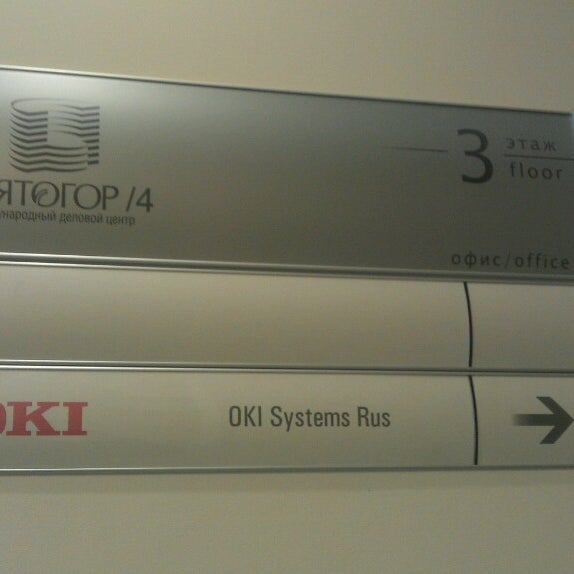 ЯТОГОР /4
народный деловой центр
3 этаж
floor
офис/office
OKI
OKI Systems Rus